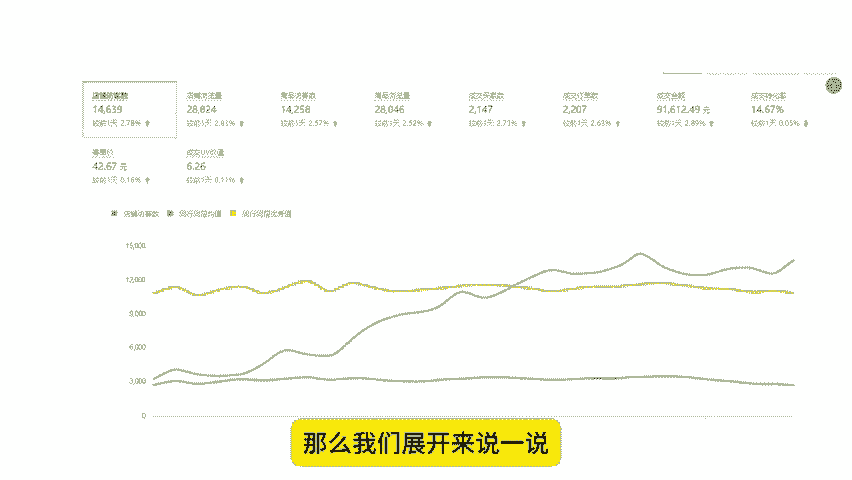 店铺访客数 店铺浏览量 商品访客数 商品浏览量 成交买家数 成交订单数 成交金额 成交转化率
14,639 28,824 14,258 28,046 2,147 2,207 91,612.49 元 14.67%
较前1天 2.78% 较前1天 较前1天 2.57% 较前1天 2.52% 较前1天 2.71% 较前1天 2.63% 较前1天 2.89% 较前1天 0.05%
客单价 成交UV价值
42.67 元 6.26
较前1天 0.16% 较前1天
店铺访客数 同行同层均值 同行同层优秀值
15,000
12,000
9,000
6,000
3,000
0
那么我们展开来说一说